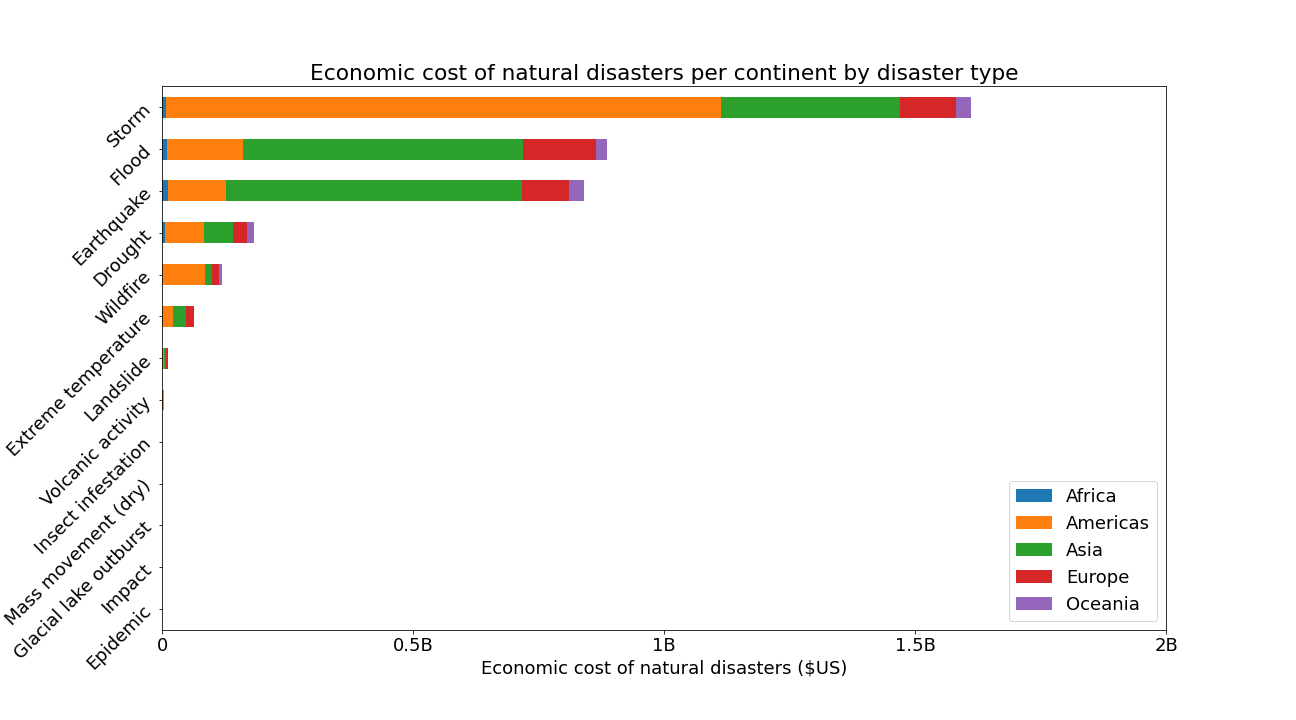 Economic cost of natural disasters per continent by disaster type
Storm
Flood
Earthquake
Drought
Wildfire
Extreme temperature
Landslide
Volcanic activity
Insect infestation
Mass movement (dry)
Glacial lake outburst
Impact
Epidemic
Africa
Americas
Asia
Europe
Oceania
0 0.5B 1B 1.5B 2B
Economic cost of natural disasters ($US)